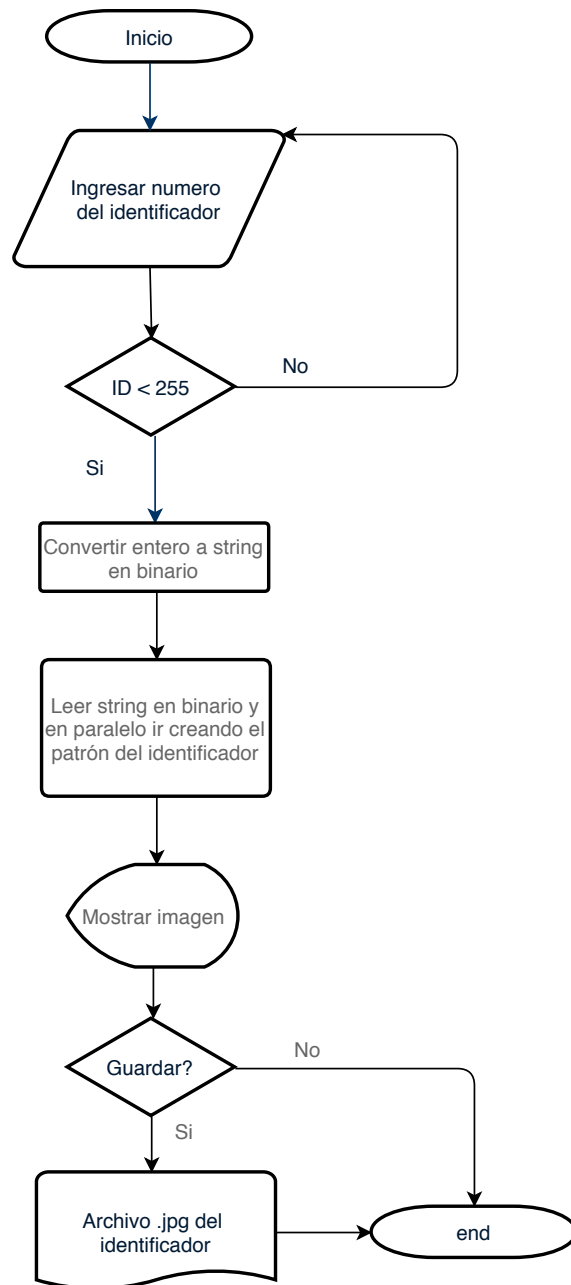 Inicio
Ingresar numero
del identificador
ID < 255
No
Si
Convertir entero a string
en binario
Leer string en binario y
en paralelo ir creando el
patrón del identificador
Mostrar imagen
Guardar?
No
Si
Archivo .jpg del
identificador
end